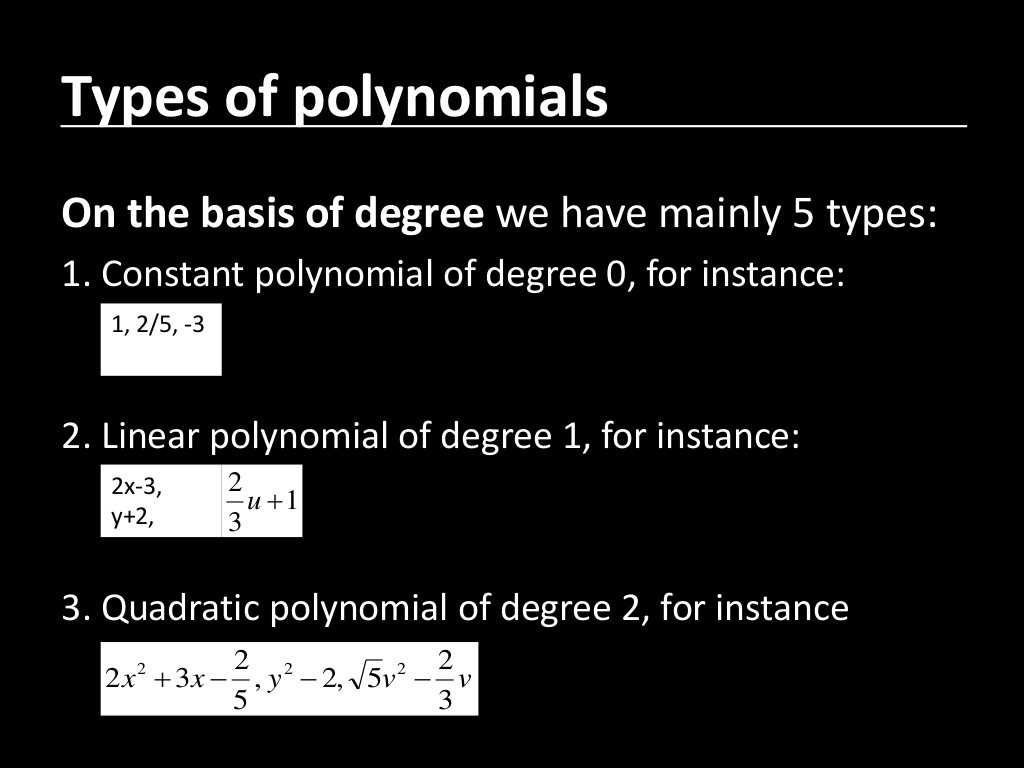 Types of polynomials
On the basis of degree we have mainly 5 types:
1. Constant polynomial of degree 0, for instance:
1, 2/5, -3
2. Linear polynomial of degree 1, for instance:
2x-3,
y+2,
2/3 u + 1
3. Quadratic polynomial of degree 2, for instance
2x² + 3x − 2/5, y² − 2, √5v² − 2/3 v